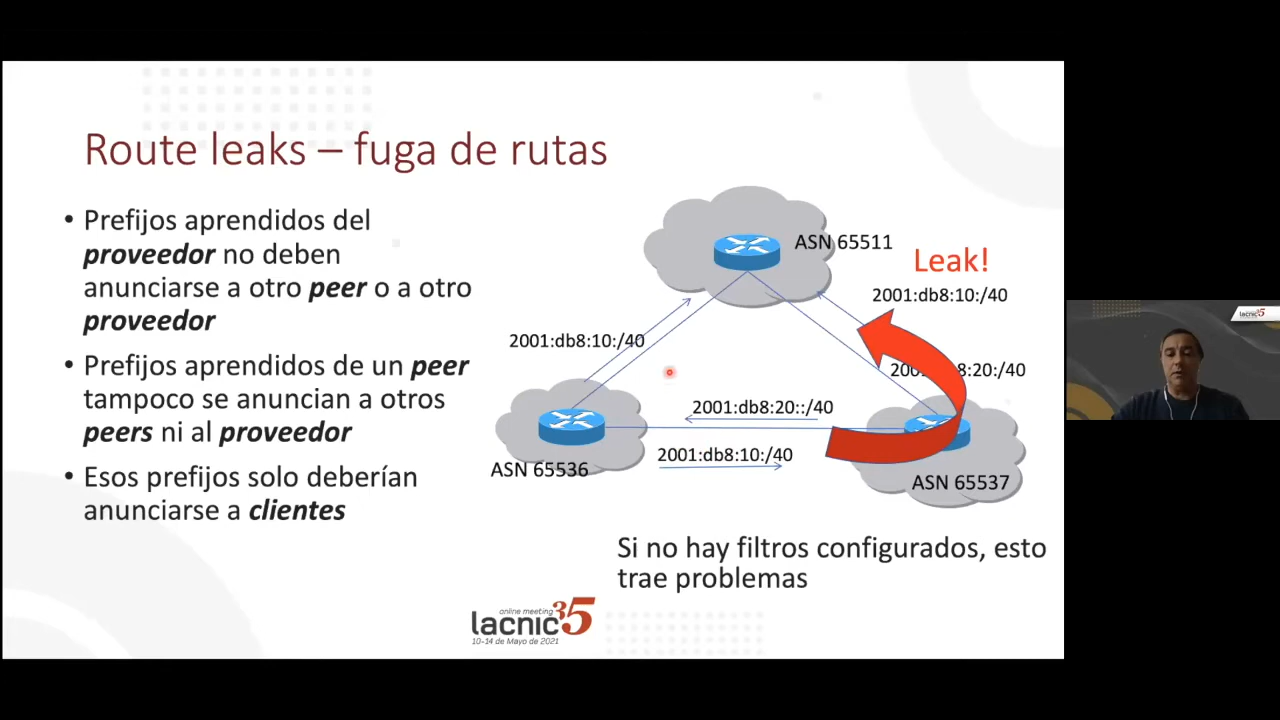 Route leaks – fuga de rutas
• Prefijos aprendidos del
proveedor no deben
anunciarse a otro peer o a otro
proveedor
• Prefijos aprendidos de un peer
tampoco se anuncian a otros
peers ni al proveedor
• Esos prefijos solo deberían
anunciarse a clientes
ASN 65511
Leak!
2001:db8:10:/40
2001:db8:10:/40
8:20:/40
2001:db8:20::/40
2001:db8:10:/40
ASN 65536
ASN 65537
Si no hay filtros configurados, esto
trae problemas
online meeting
lacnic35
10-14 de Mayo de 2021
lacnic35